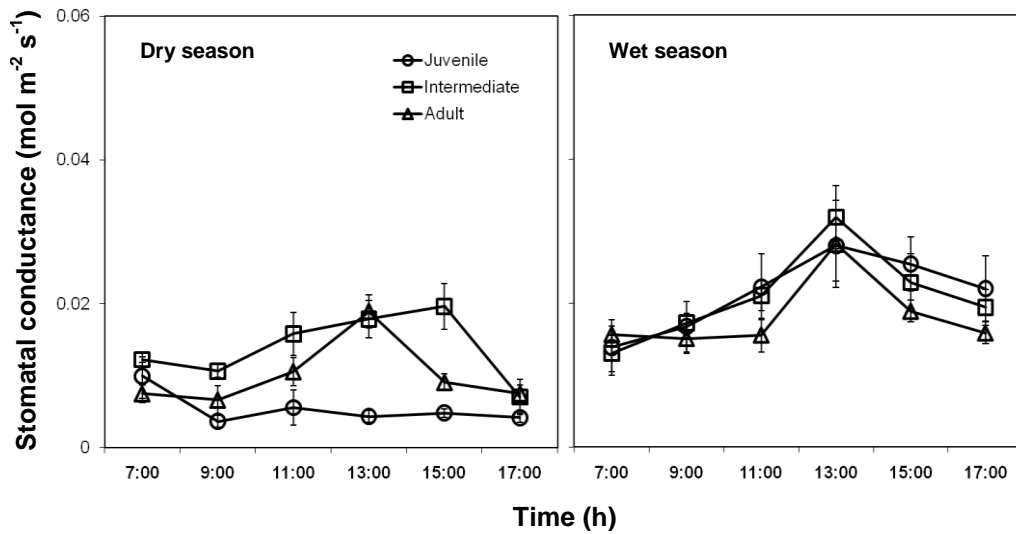 Stomatal conductance (mol m-2 s-1)
0.06
0.04
0.02
0
Dry season
Juvenile
Intermediate
Adult
Wet season
7:00 9:00 11:00 13:00 15:00 17:00
7:00 9:00 11:00 13:00 15:00 17:00
Time (h)